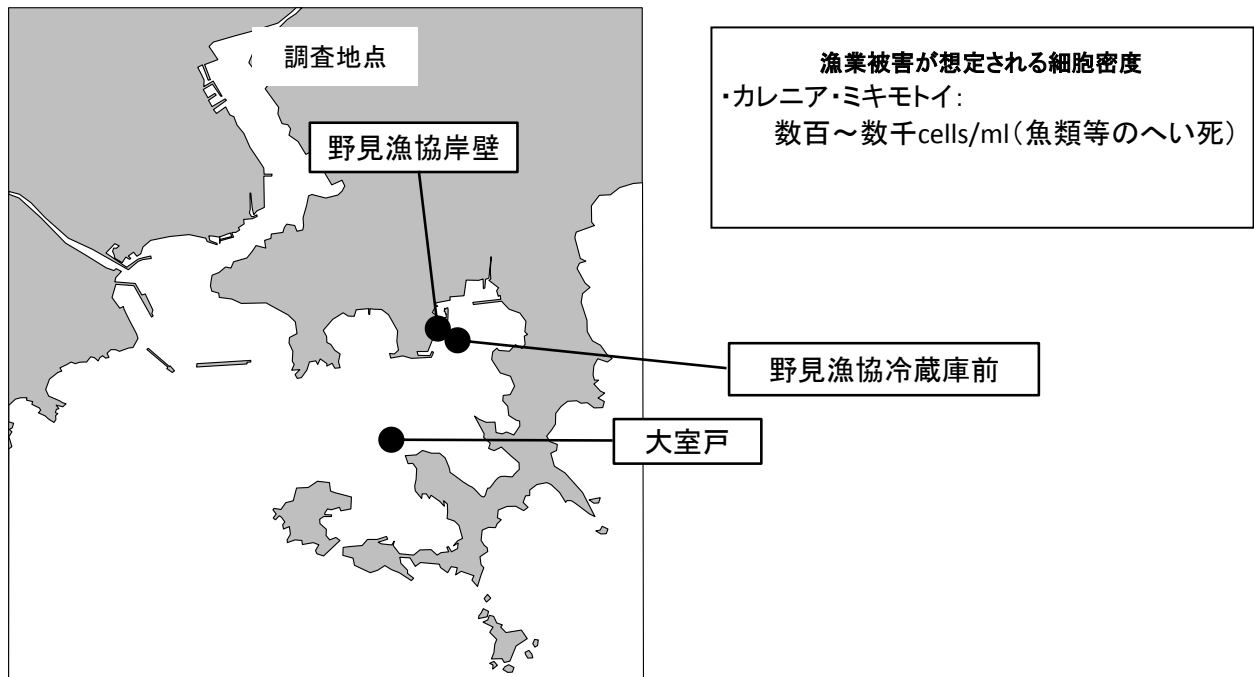 調査地点
野見漁協岸壁
野見漁協冷蔵庫前
大室戸
漁業被害が想定される細胞密度
・カレニア・ミキモトイ:
数百~数千cells/ml(魚類等のへい死)